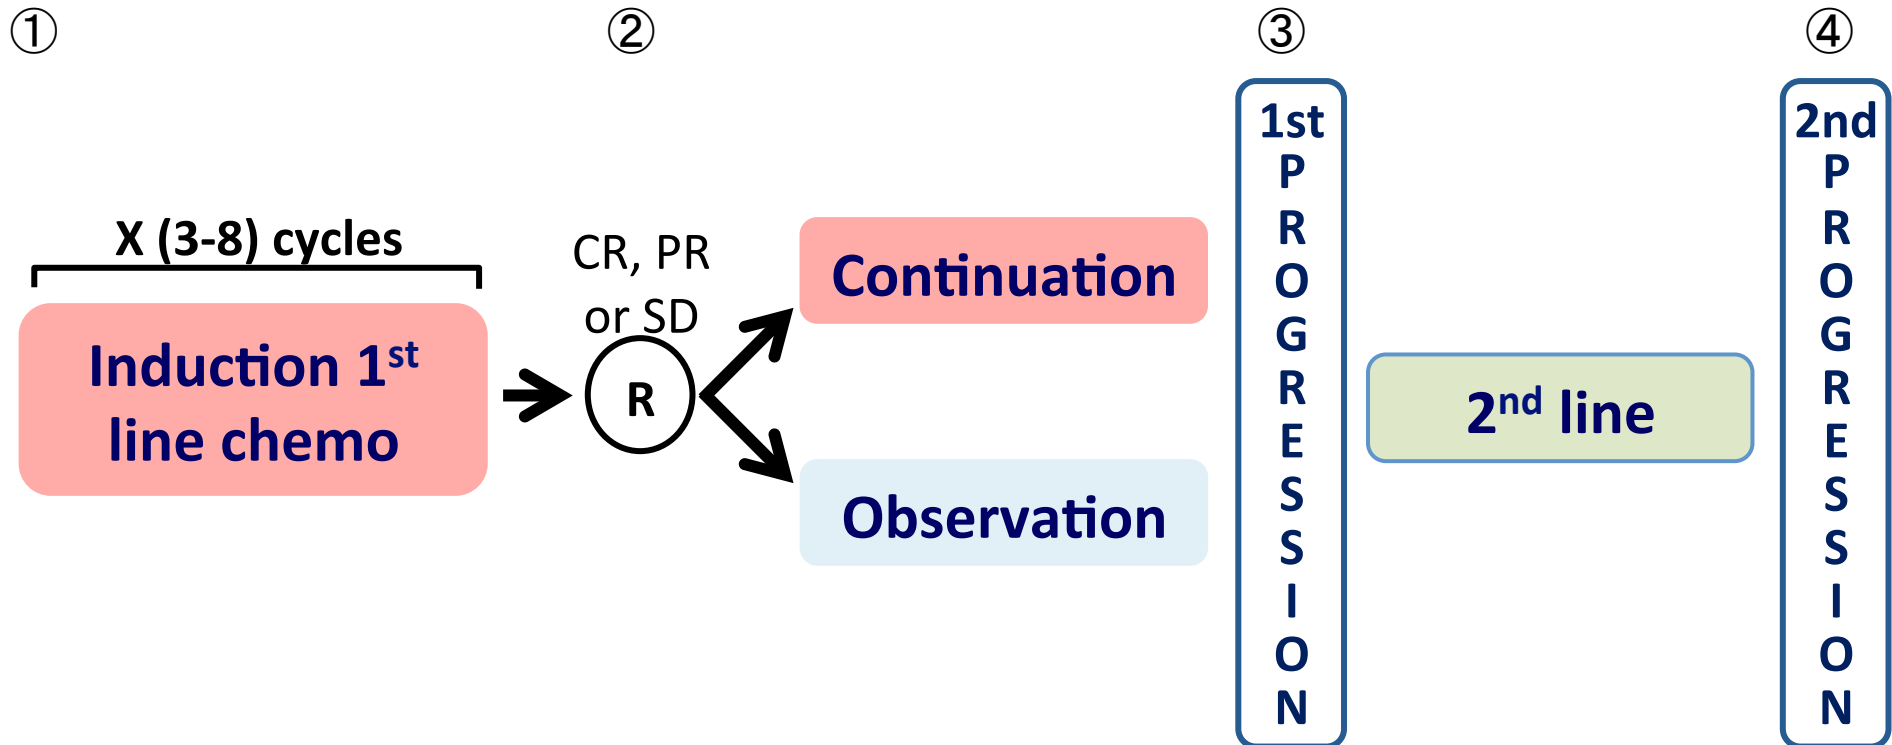 ①
②
③
④
X (3-8) cycles
Induction 1st
line chemo
CR, PR
or SD
R
Continuation
Observation
1st
P
R
O
G
R
E
S
S
I
O
N
2nd line
2nd
P
R
O
G
R
E
S
S
I
O
N